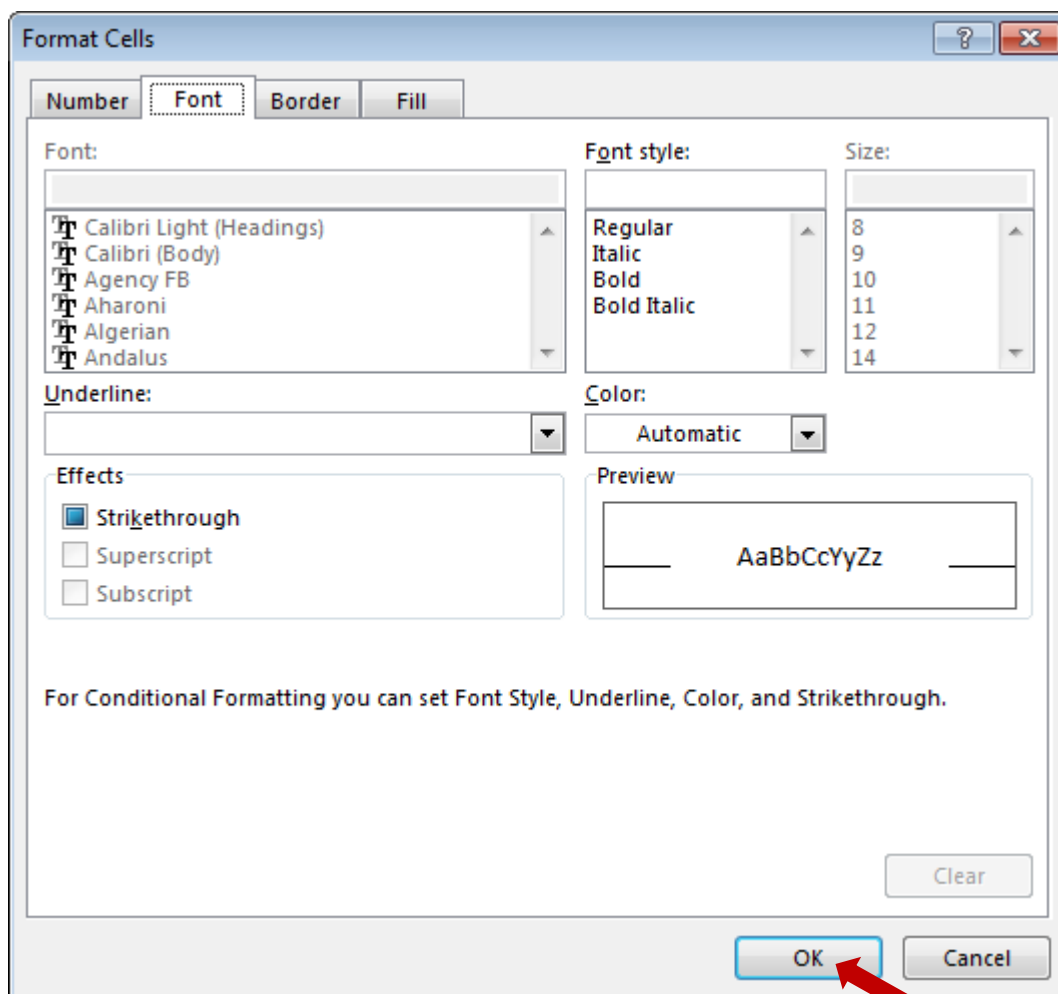 Format Cells
Number Font Border Fill
Font: Font style: Size:
Calibri Light (Headings) Regular 8
Calibri (Body) Italic 9
Agency FB Bold 10
Aharoni Bold Italic 11
Algerian 12
Andalus 14
Underline: Color:
Automatic
Effects Preview
Strikethrough
Superscript AaBbCcYyZz
Subscript
For Conditional Formatting you can set Font Style, Underline, Color, and Strikethrough.
Clear
OK Cancel